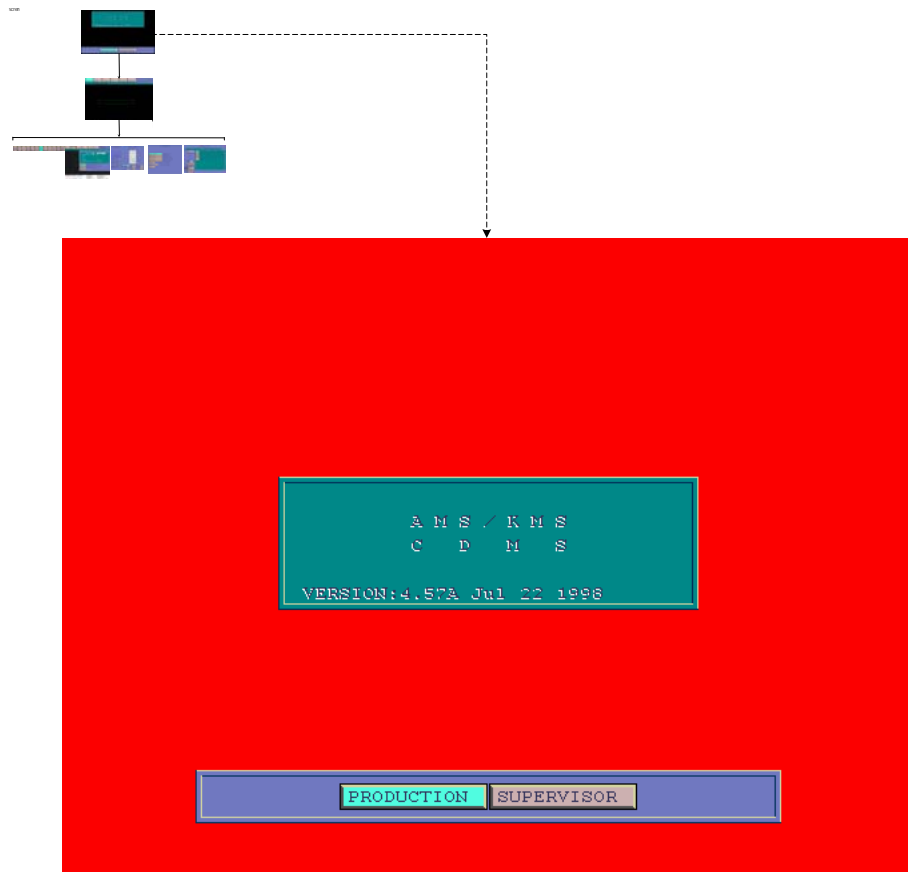 A M S / K M S
C D M S
VERSION:4.57A Jul 22 1998
PRODUCTION SUPERVISOR